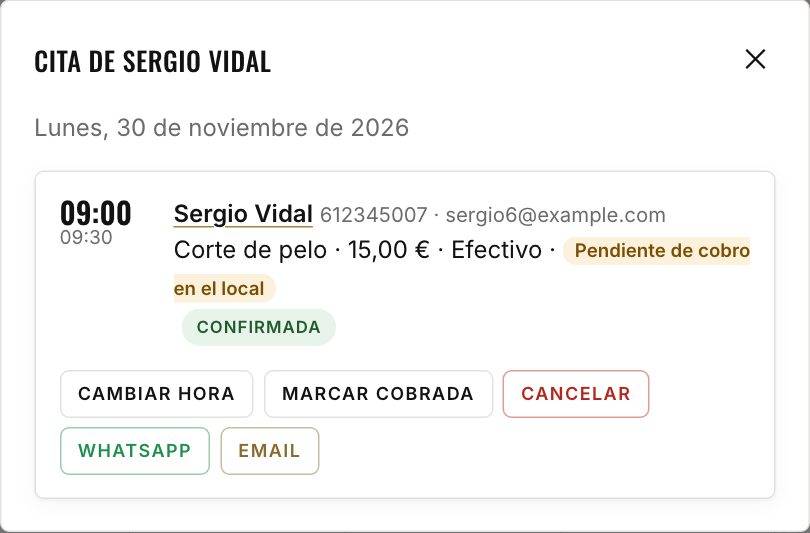 CITA DE SERGIO VIDAL
Lunes, 30 de noviembre de 2026
09:00
09:30
Sergio Vidal 612345007 · sergio6@example.com
Corte de pelo · 15,00 € · Efectivo · Pendiente de cobro
en el local
CONFIRMADA
CAMBIAR HORA MARCAR COBRADA CANCELAR
WHATSAPP EMAIL